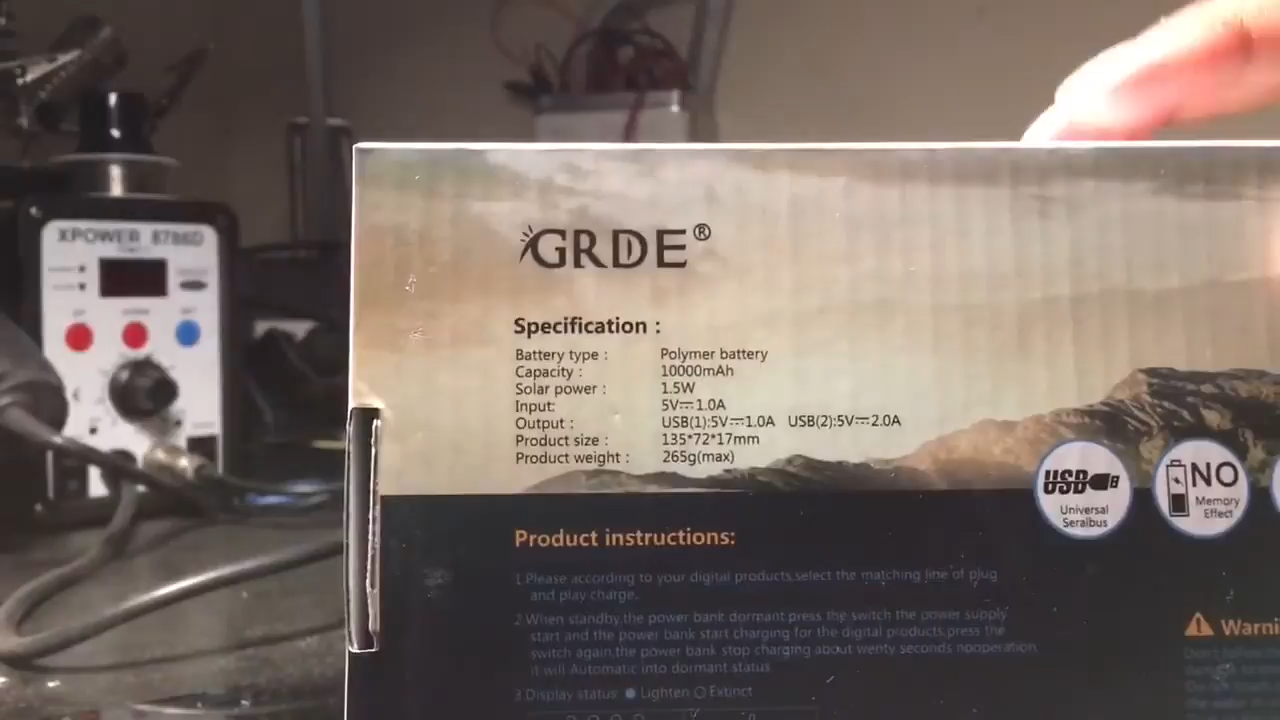 XPOWER 8786D
GRDE®
Specification :
Battery type : Polymer battery
Capacity : 10000mAh
Solar power : 1.5W
Input: 5V⎓1.0A
Output : USB(1):5V⎓1.0A USB(2):5V⎓2.0A
Product size : 135*72*17mm
Product weight : 265g(max)
USB
Universal
Seralbus
NO
Memory
Effect
Product instructions:
1.Please according to your digital products,select the matching line of plug
and play charge.
2.When standby,the power bank dormant press the switch the power supply
start and the power bank start charging for the digital products,press the
switch again,the power bank stop charging about wenty seconds nooperation,
it will Automatic into dormant status.
3.Display status: Lighten Extinct
Warni